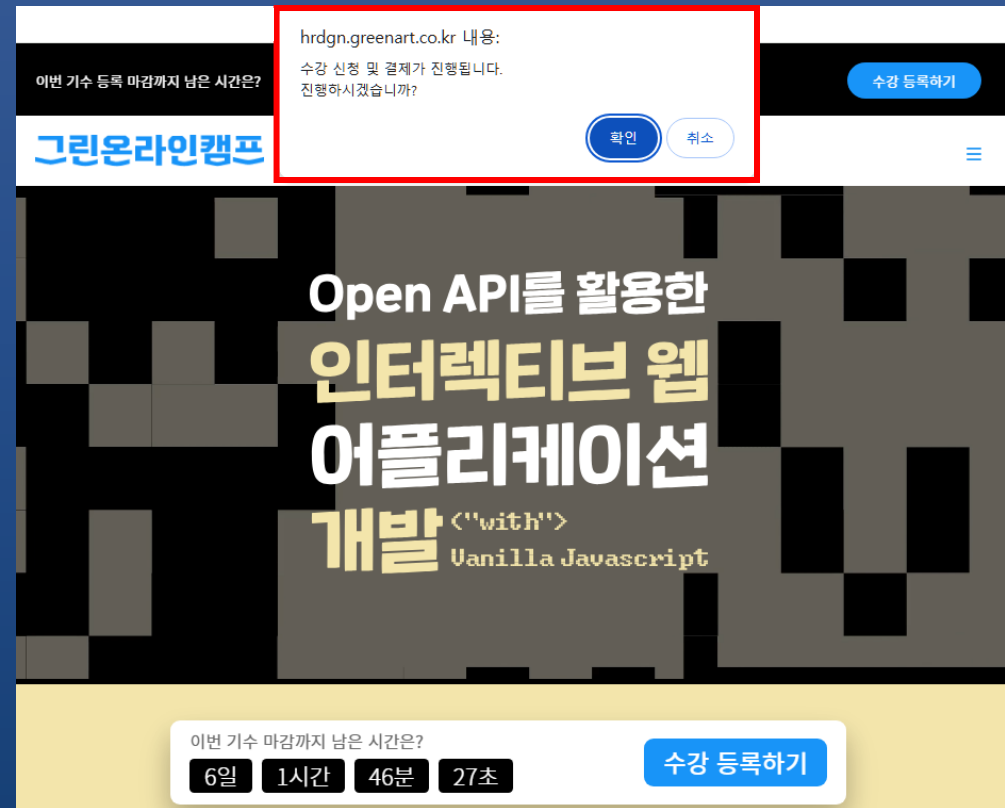 hrdgn.greenart.co.kr 내용:
수강 신청 및 결제가 진행됩니다.
진행하시겠습니까?
확인 취소
이번 기수 등록 마감까지 남은 시간은?
수강 등록하기
그린온라인캠프
Open API를 활용한
인터렉티브 웹
어플리케이션
개발 <"with">
Vanilla Javascript
이번 기수 마감까지 남은 시간은?
6일 1시간 46분 27초
수강 등록하기